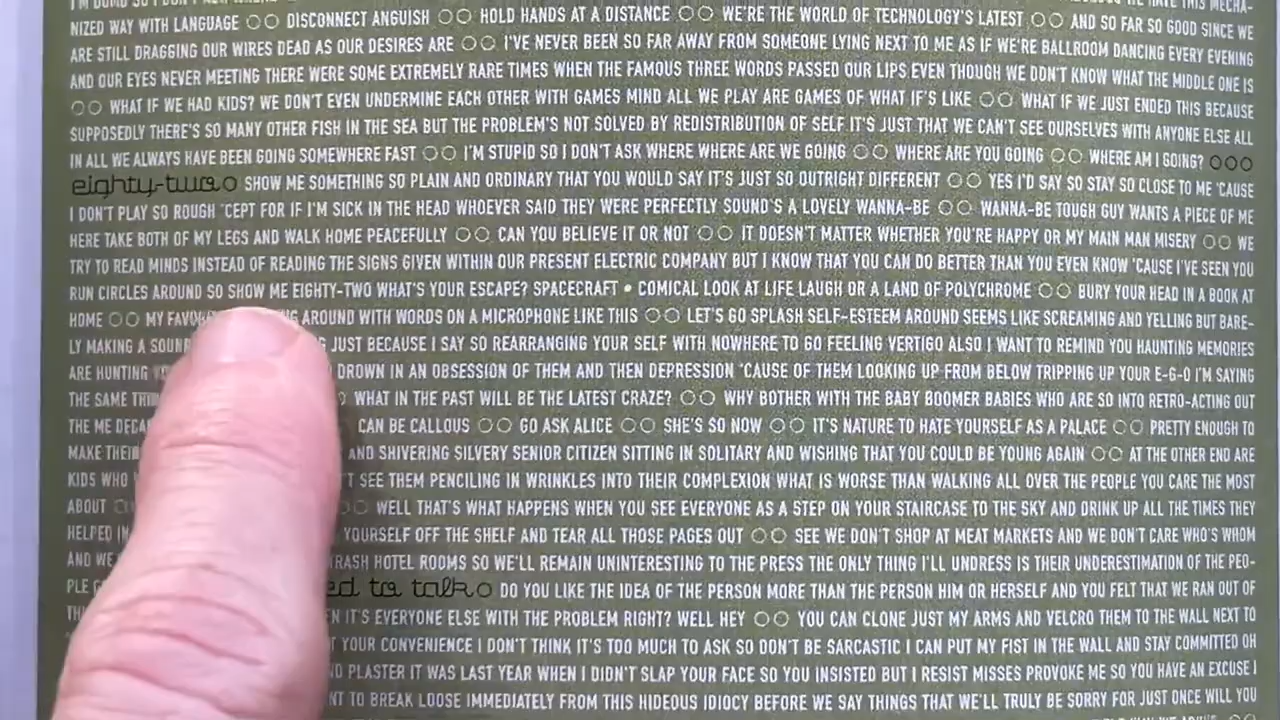 I'M DUMB SO I DON'T ASK WHERE
NIZED WAY WITH LANGUAGE ○○ DISCONNECT ANGUISH ○○ HOLD HANDS AT A DISTANCE ○○ WE'RE THE WORLD OF TECHNOLOGY'S LATEST ○○ AND SO FAR SO GOOD SINCE WE
ARE STILL DRAGGING OUR WIRES DEAD AS OUR DESIRES ARE ○○ I'VE NEVER BEEN SO FAR AWAY FROM SOMEONE LYING NEXT TO ME AS IF WE'RE BALLROOM DANCING EVERY EVENING
AND OUR EYES NEVER MEETING THERE WERE SOME EXTREMELY RARE TIMES WHEN THE FAMOUS THREE WORDS PASSED OUR LIPS EVEN THOUGH WE DON'T KNOW WHAT THE MIDDLE ONE IS
○○ WHAT IF WE HAD KIDS? WE DON'T EVEN UNDERMINE EACH OTHER WITH GAMES MIND ALL WE PLAY ARE GAMES OF WHAT IF'S LIKE ○○ WHAT IF WE JUST ENDED THIS BECAUSE
SUPPOSEDLY THERE'S SO MANY OTHER FISH IN THE SEA BUT THE PROBLEM'S NOT SOLVED BY REDISTRIBUTION OF SELF IT'S JUST THAT WE CAN'T SEE OURSELVES WITH ANYONE ELSE ALL
IN ALL WE ALWAYS HAVE BEEN GOING SOMEWHERE FAST ○○ I'M STUPID SO I DON'T ASK WHERE WHERE ARE WE GOING ○○ WHERE ARE YOU GOING ○○ WHERE AM I GOING? ○○○
eighty-two○ SHOW ME SOMETHING SO PLAIN AND ORDINARY THAT YOU WOULD SAY IT'S JUST SO OUTRIGHT DIFFERENT ○○ YES I'D SAY SO STAY SO CLOSE TO ME 'CAUSE
I DON'T PLAY SO ROUGH 'CEPT FOR IF I'M SICK IN THE HEAD WHOEVER SAID THEY WERE PERFECTLY SOUND'S A LOVELY WANNA-BE ○○ WANNA-BE TOUGH GUY WANTS A PIECE OF ME
HERE TAKE BOTH OF MY LEGS AND WALK HOME PEACEFULLY ○○ CAN YOU BELIEVE IT OR NOT ○○ IT DOESN'T MATTER WHETHER YOU'RE HAPPY OR MY MAIN MAN MISERY ○○ WE
TRY TO READ MINDS INSTEAD OF READING THE SIGNS GIVEN WITHIN OUR PRESENT ELECTRIC COMPANY BUT I KNOW THAT YOU CAN DO BETTER THAN YOU EVEN KNOW 'CAUSE I'VE SEEN YOU
RUN CIRCLES AROUND SO SHOW ME EIGHTY-TWO WHAT'S YOUR ESCAPE? SPACECRAFT • COMICAL LOOK AT LIFE LAUGH OR A LAND OF POLYCHROME ○○ BURY YOUR HEAD IN A BOOK AT
HOME ○○ MY AROUND WITH WORDS ON A MICROPHONE LIKE THIS ○○ LET'S GO SPLASH SELF-ESTEEM AROUND SEEMS LIKE SCREAMING AND YELLING BUT BARE-
LY MAKING A JUST BECAUSE I SAY SO REARRANGING YOUR SELF WITH NOWHERE TO GO FEELING VERTIGO ALSO I WANT TO REMIND YOU HAUNTING MEMORIES
ARE HUNTING DROWN IN AN OBSESSION OF THEM AND THEN DEPRESSION 'CAUSE OF THEM LOOKING UP FROM BELOW TRIPPING UP YOUR E-G-O I'M SAYING
THE SAME ○ WHAT IN THE PAST WILL BE THE LATEST CRAZE? ○○ WHY BOTHER WITH THE BABY BOOMER BABIES WHO ARE SO INTO RETRO-ACTING OUT
THE ME CAN BE CALLOUS ○○ GO ASK ALICE ○○ SHE'S SO NOW ○○ IT'S NATURE TO HATE YOURSELF AS A PALACE ○○ PRETTY ENOUGH TO
MAKE AND SHIVERING SILVERY SENIOR CITIZEN SITTING IN SOLITARY AND WISHING THAT YOU COULD BE YOUNG AGAIN ○○ AT THE OTHER END ARE
KIDS WHO SEE THEM PENCILING IN WRINKLES INTO THEIR COMPLEXION WHAT IS WORSE THAN WALKING ALL OVER THE PEOPLE YOU CARE THE MOST
ABOUT ○○ WELL THAT'S WHAT HAPPENS WHEN YOU SEE EVERYONE AS A STEP ON YOUR STAIRCASE TO THE SKY AND DRINK UP ALL THE TIMES THEY
HELPED IN YOURSELF OFF THE SHELF AND TEAR ALL THOSE PAGES OUT ○○ SEE WE DON'T SHOP AT MEAT MARKETS AND WE DON'T CARE WHO'S WHOM
AND WE TRASH HOTEL ROOMS SO WE'LL REMAIN UNINTERESTING TO THE PRESS THE ONLY THING I'LL UNDRESS IS THEIR UNDERESTIMATION OF THE PEO-
PLE to talk○ DO YOU LIKE THE IDEA OF THE PERSON MORE THAN THE PERSON HIM OR HERSELF AND YOU FELT THAT WE RAN OUT OF
IT'S EVERYONE ELSE WITH THE PROBLEM RIGHT? WELL HEY ○○ YOU CAN CLONE JUST MY ARMS AND VELCRO THEM TO THE WALL NEXT TO
YOUR CONVENIENCE I DON'T THINK IT'S TOO MUCH TO ASK SO DON'T BE SARCASTIC I CAN PUT MY FIST IN THE WALL AND STAY COMMITTED OH
PLASTER IT WAS LAST YEAR WHEN I DIDN'T SLAP YOUR FACE SO YOU INSISTED BUT I RESIST MISSES PROVOKE ME SO YOU HAVE AN EXCUSE I
TO BREAK LOOSE IMMEDIATELY FROM THIS HIDEOUS IDIOCY BEFORE WE SAY THINGS THAT WE'LL TRULY BE SORRY FOR JUST ONCE WILL YOU